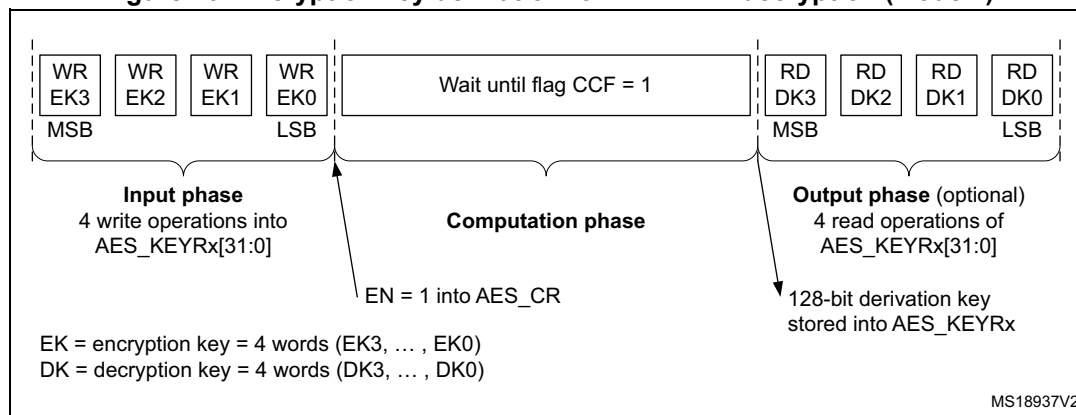 WR EK3
WR EK2
WR EK1
WR EK0
MSB
LSB
Wait until flag CCF = 1
RD DK3
RD DK2
RD DK1
RD DK0
MSB
LSB
Input phase
4 write operations into
AES_KEYRx[31:0]
Computation phase
Output phase (optional)
4 read operations of
AES_KEYRx[31:0]
EN = 1 into AES_CR
128-bit derivation key
stored into AES_KEYRx
EK = encryption key = 4 words (EK3, … , EK0)
DK = decryption key = 4 words (DK3, … , DK0)
MS18937V2